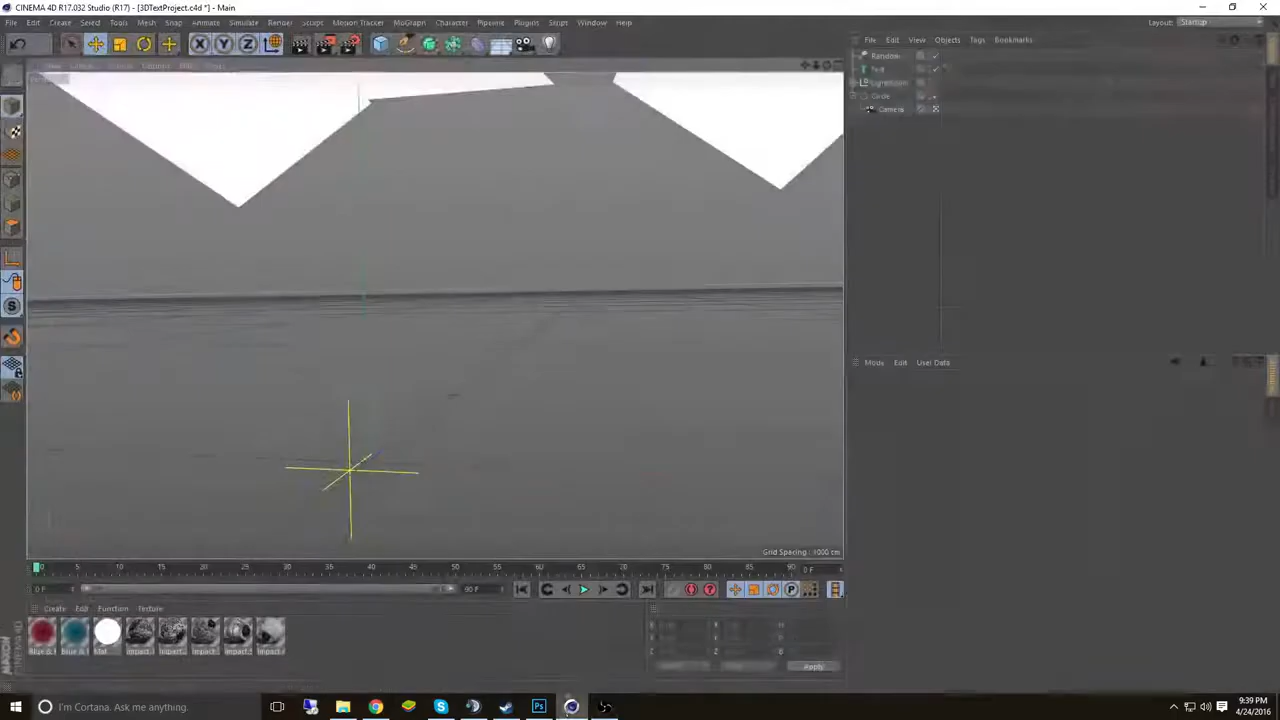 CINEMA 4D R17.032 Studio (R17) - [3DTextProject.c4d *] - Main
File Edit Create Select Tools Mesh Snap Animate Simulate Render Sculpt Motion Tracker MoGraph Character Pipeline Plugins Script Window Help
Layout: Startup
File Edit View Objects Tags Bookmarks
Random
Text
Circle
Camera
Mode Edit User Data
Grid Spacing : 1000 cm
0 5 10 15 20 25 30 35 40 45 50 55 60 65 70 75 80 85 90 0 F
0 F 90 F
Create Edit Function Texture
Mat
Apply
I'm Cortana. Ask me anything.
9:39 PM
4/24/2016